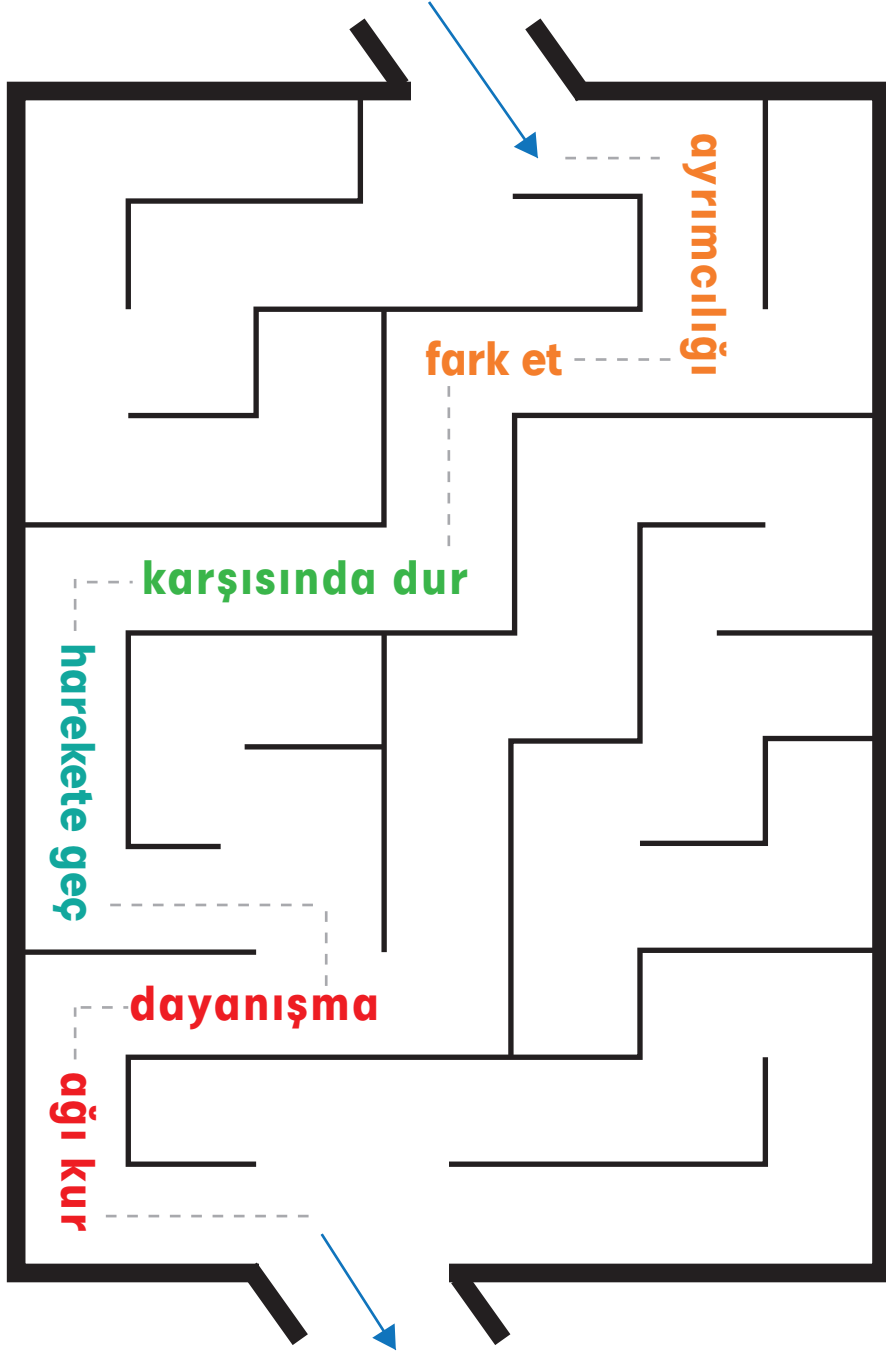 ayrımcılığı
fark et
karşısında dur
harekete geç
dayanışma
ağı kur